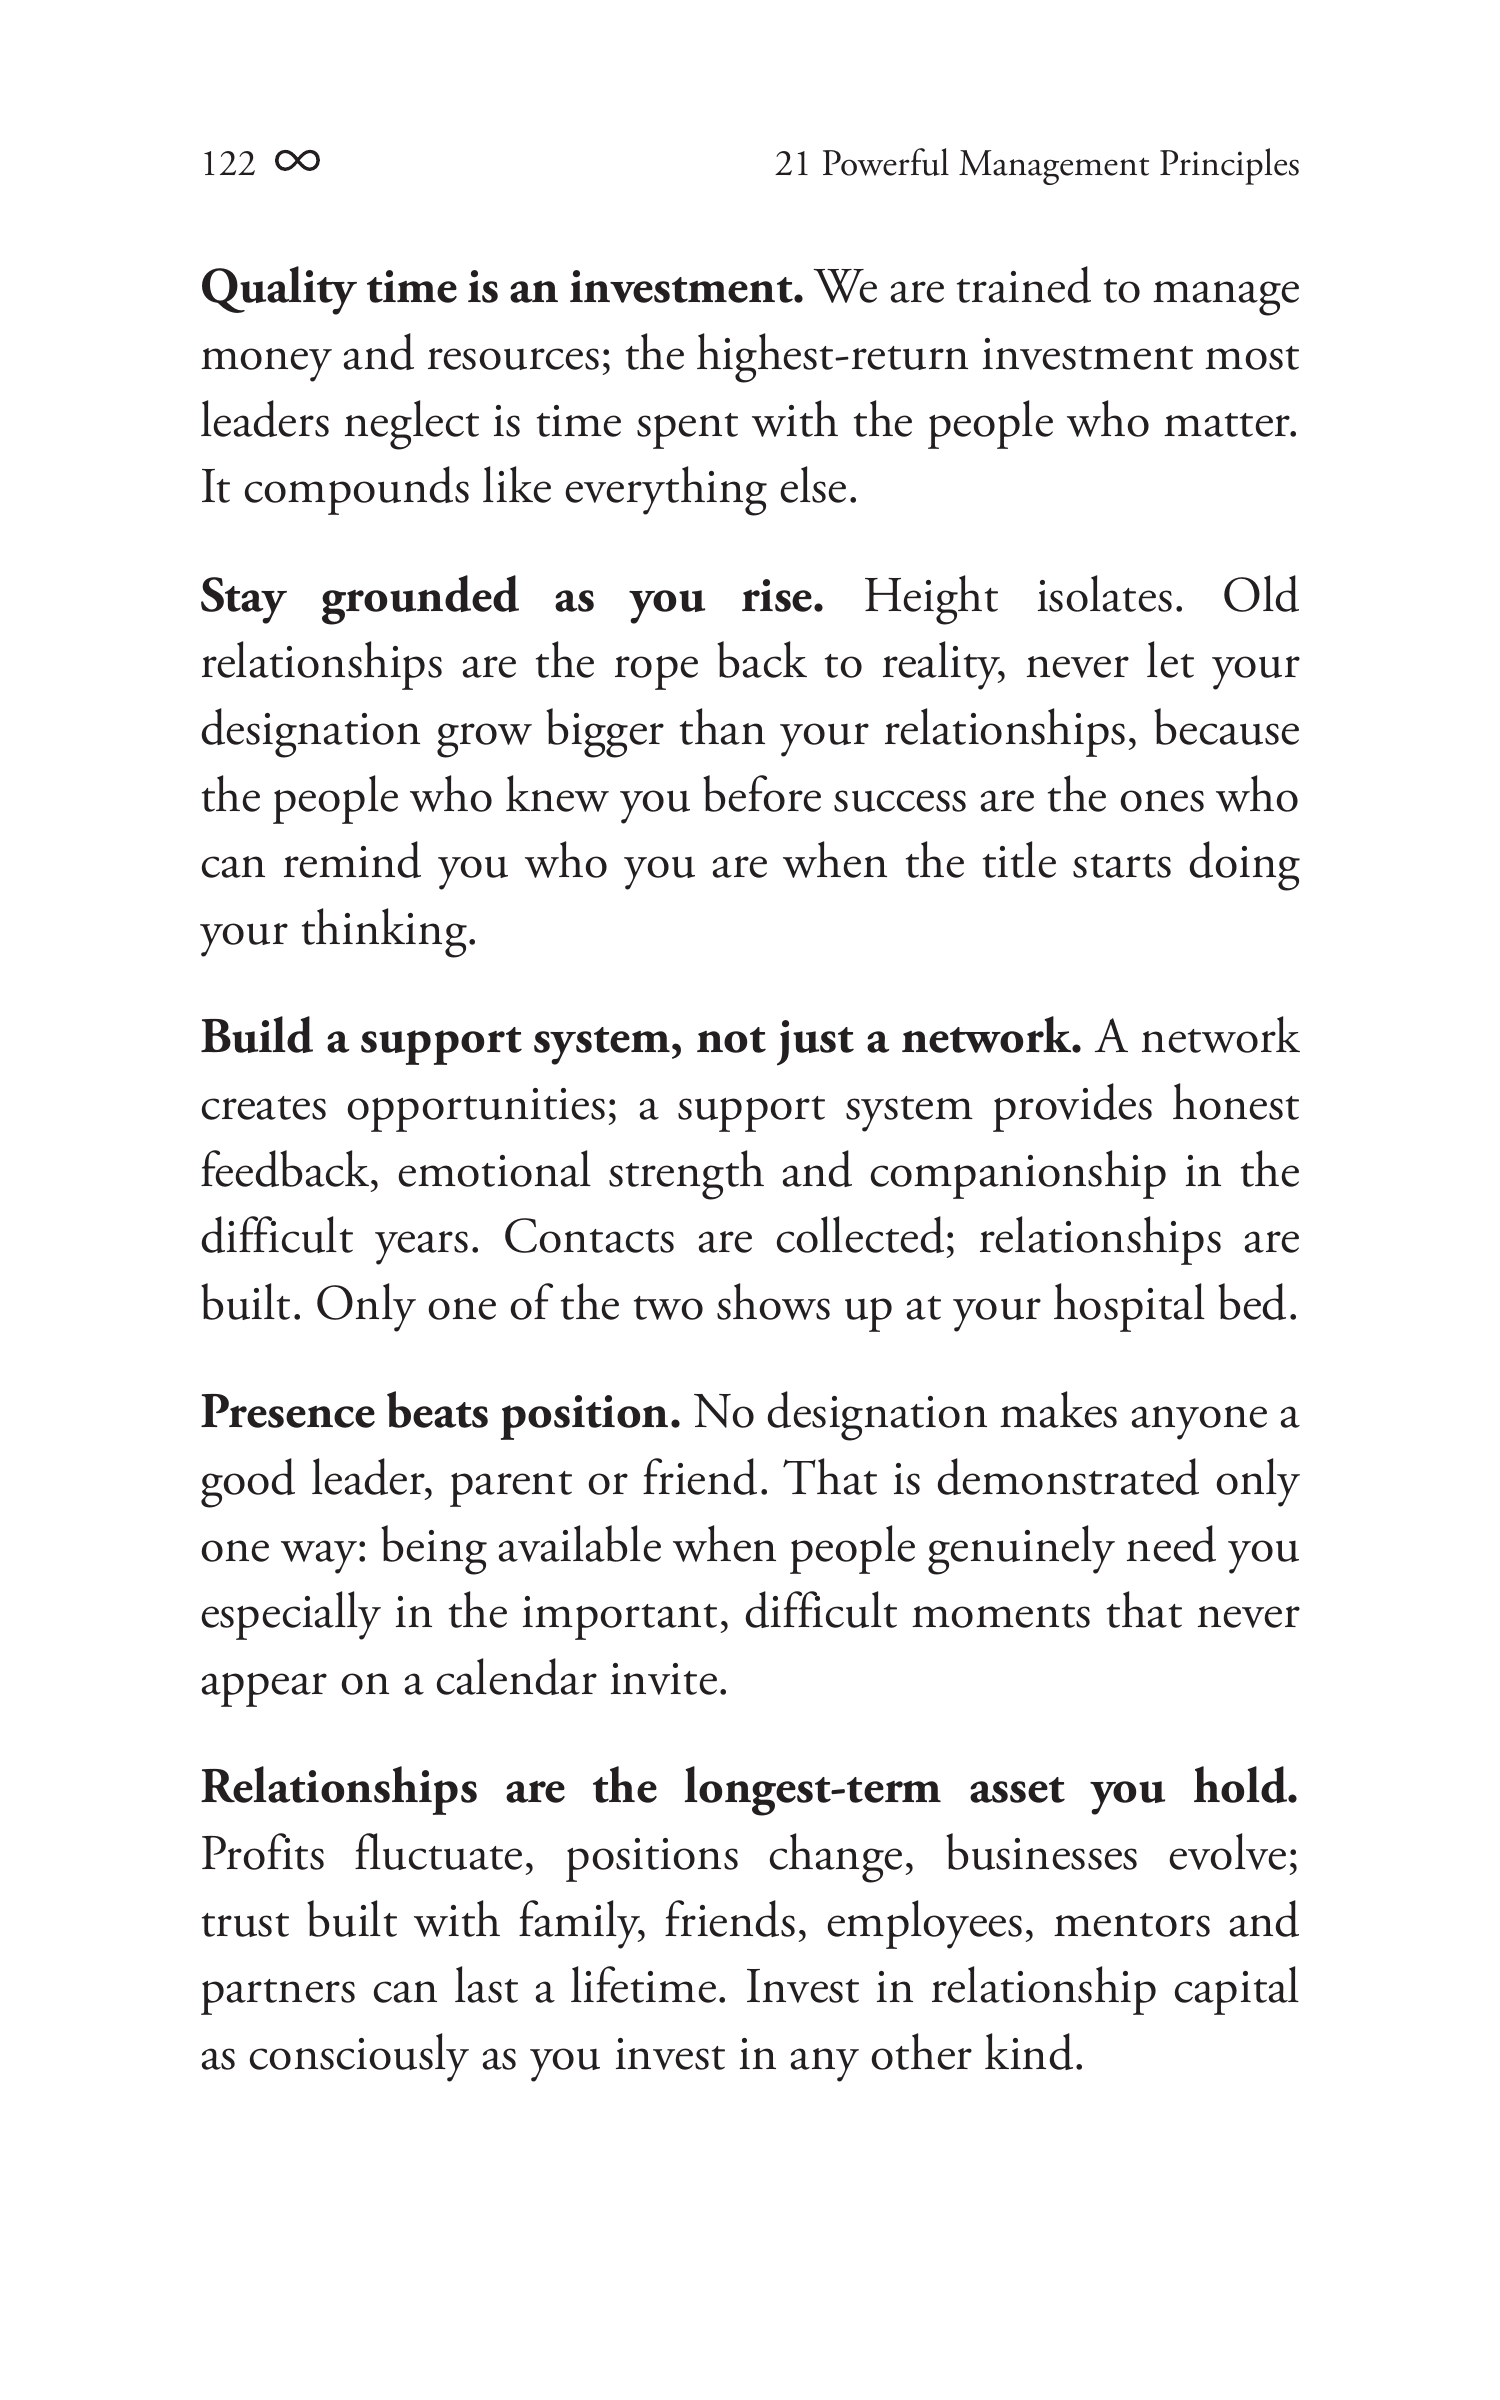 122 ∞ 21 Powerful Management Principles
Quality time is an investment. We are trained to manage
money and resources; the highest-return investment most
leaders neglect is time spent with the people who matter.
It compounds like everything else.
Stay grounded as you rise. Height isolates. Old
relationships are the rope back to reality, never let your
designation grow bigger than your relationships, because
the people who knew you before success are the ones who
can remind you who you are when the title starts doing
your thinking.
Build a support system, not just a network. A network
creates opportunities; a support system provides honest
feedback, emotional strength and companionship in the
difficult years. Contacts are collected; relationships are
built. Only one of the two shows up at your hospital bed.
Presence beats position. No designation makes anyone a
good leader, parent or friend. That is demonstrated only
one way: being available when people genuinely need you
especially in the important, difficult moments that never
appear on a calendar invite.
Relationships are the longest-term asset you hold.
Profits fluctuate, positions change, businesses evolve;
trust built with family, friends, employees, mentors and
partners can last a lifetime. Invest in relationship capital
as consciously as you invest in any other kind.